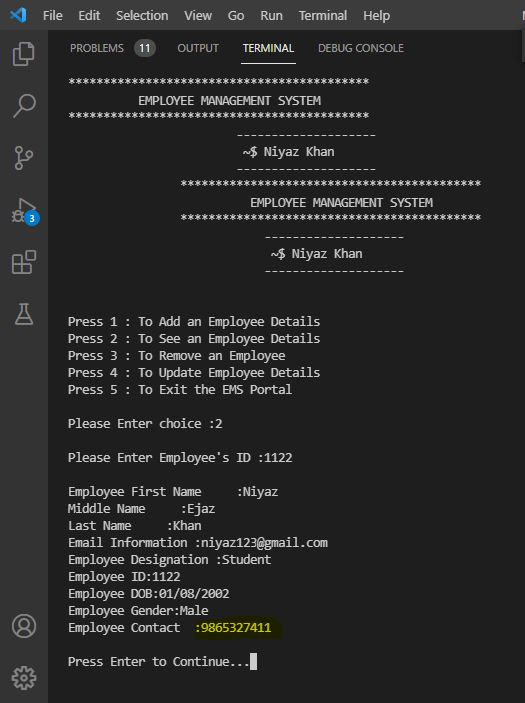 File Edit Selection View Go Run Terminal Help
PROBLEMS 11 OUTPUT TERMINAL DEBUG CONSOLE
*******************************************
EMPLOYEE MANAGEMENT SYSTEM
*******************************************
--------------------
~$ Niyaz Khan
--------------------
*******************************************
EMPLOYEE MANAGEMENT SYSTEM
*******************************************
--------------------
~$ Niyaz Khan
--------------------
Press 1 : To Add an Employee Details
Press 2 : To See an Employee Details
Press 3 : To Remove an Employee
Press 4 : To Update Employee Details
Press 5 : To Exit the EMS Portal
Please Enter choice :2
Please Enter Employee's ID :1122
Employee First Name     :Niyaz
Middle Name     :Ejaz
Last Name     :Khan
Email Information :niyaz123@gmail.com
Employee Designation :Student
Employee ID:1122
Employee DOB:01/08/2002
Employee Gender:Male
Employee Contact  :9865327411
Press Enter to Continue...
3